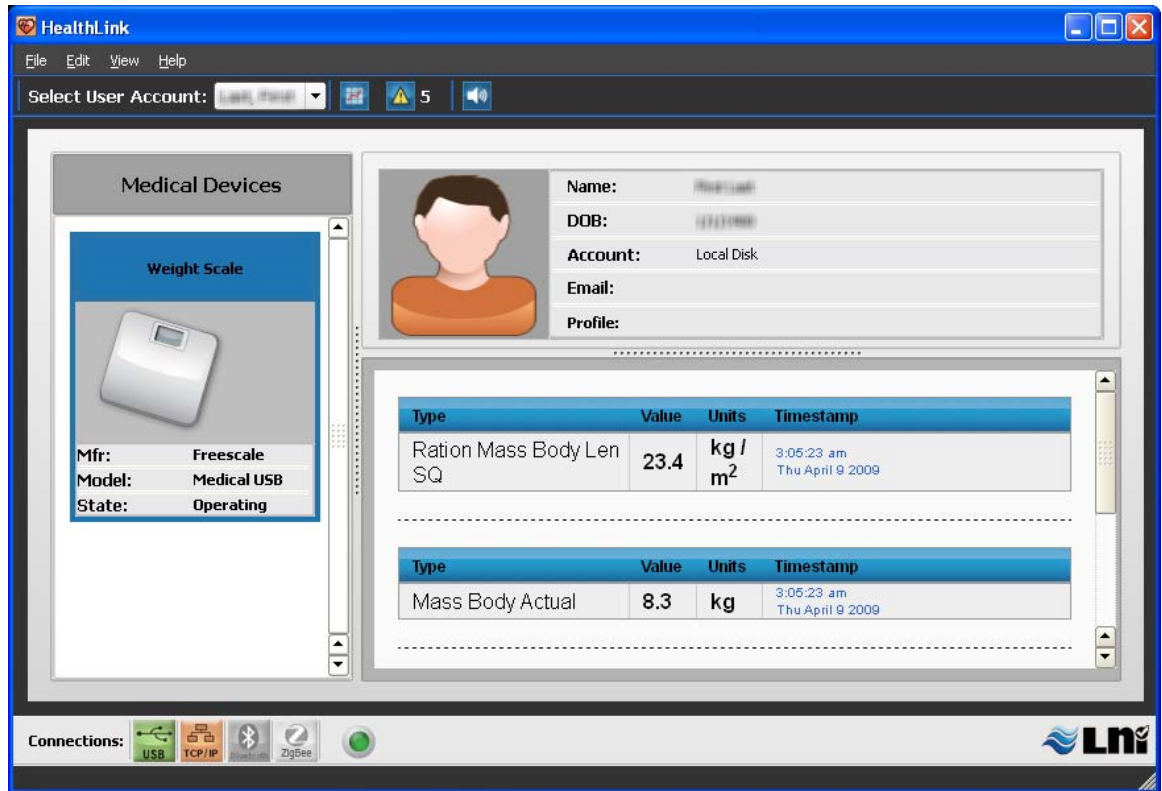 HealthLink
File Edit View Help
Select User Account: 5
Medical Devices
Weight Scale
Mfr: Freescale
Model: Medical USB
State: Operating
Name:
DOB:
Account: Local Disk
Email:
Profile:
Type Value Units Timestamp
Ration Mass Body Len
SQ
23.4
kg /
m²
3:05:23 am
Thu April 9 2009
Type Value Units Timestamp
Mass Body Actual 8.3 kg
3:05:23 am
Thu April 9 2009
Connections: USB TCP/IP Bluetooth ZigBee
LNi